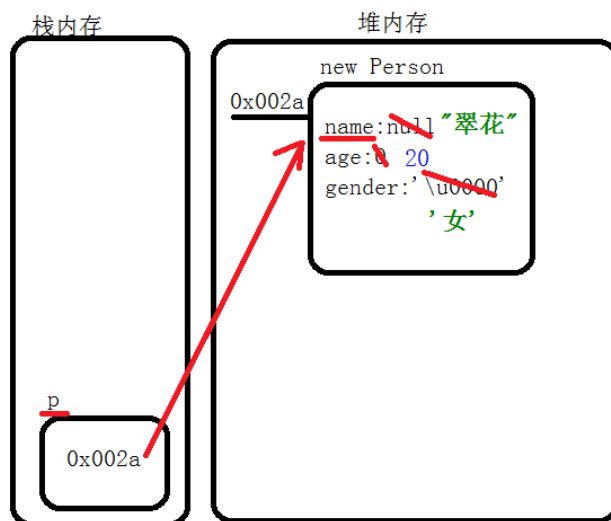 栈内存
堆内存
new Person
0x002a
name:null "翠花"
age:0 20
gender:'\u0000'
'女'
p
0x002a